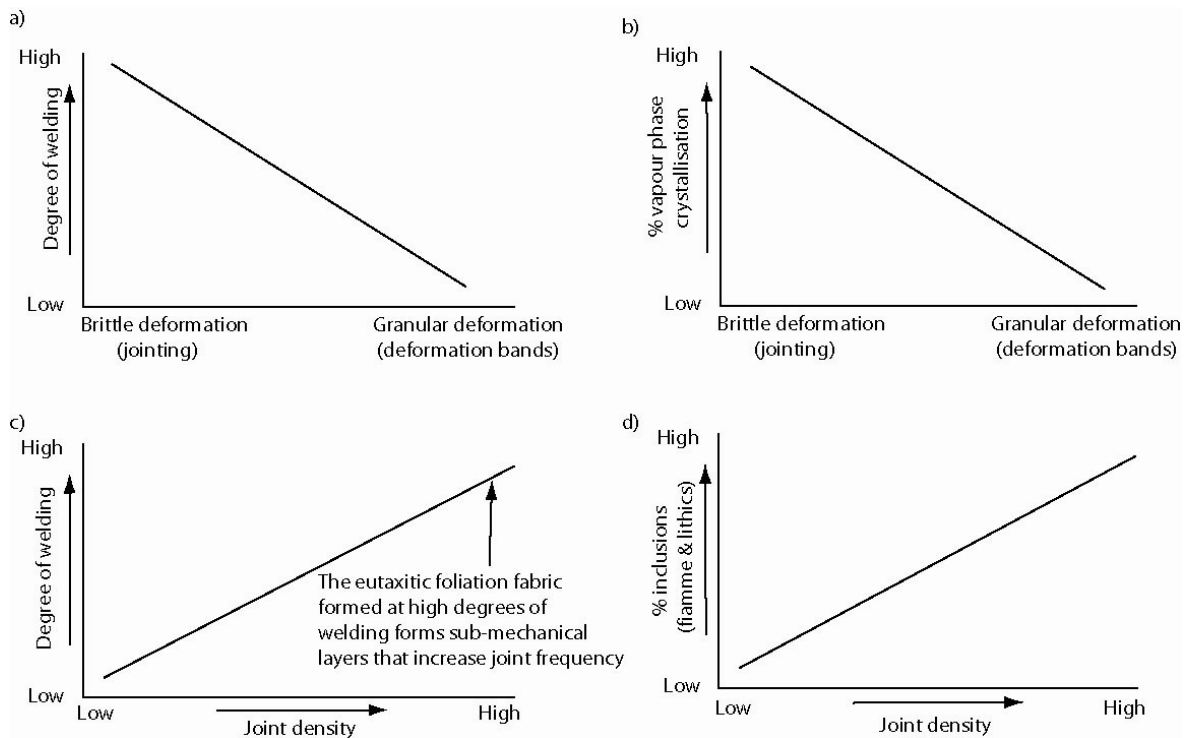 a)
High
Degree of welding
Low
Brittle deformation
(jointing)
Granular deformation
(deformation bands)
b)
High
% vapour phase
crystallisation
Low
Brittle deformation
(jointing)
Granular deformation
(deformation bands)
c)
High
Degree of welding
The eutaxitic foliation fabric
formed at high degrees of
welding forms sub-mechanical
layers that increase joint frequency
Low
Low
High
Joint density
d)
High
% inclusions
(fiamme & lithics)
Low
Low
High
Joint density